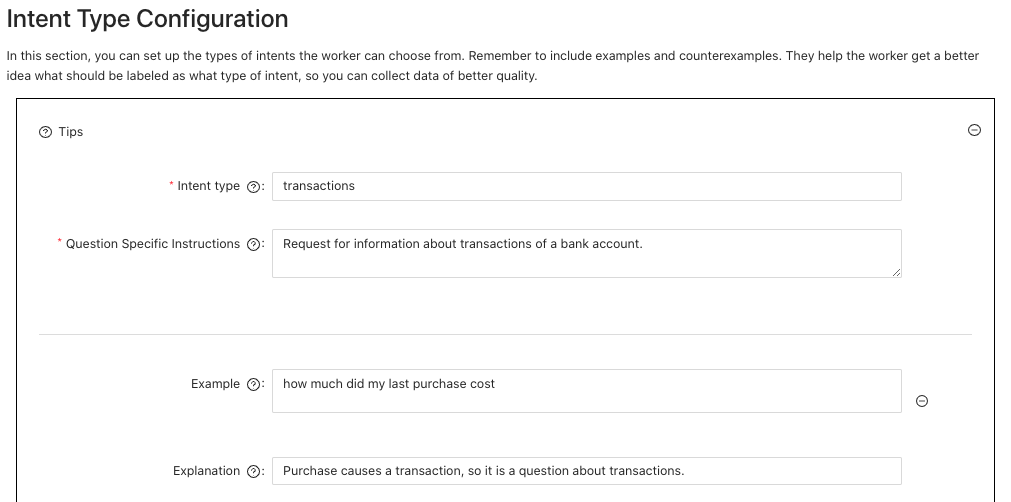 Intent Type Configuration
In this section, you can set up the types of intents the worker can choose from. Remember to include examples and counterexamples. They help the worker get a better
idea what should be labeled as what type of intent, so you can collect data of better quality.
Tips
* Intent type ?: transactions
* Question Specific Instructions ?: Request for information about transactions of a bank account.
Example ?: how much did my last purchase cost
Explanation ?: Purchase causes a transaction, so it is a question about transactions.